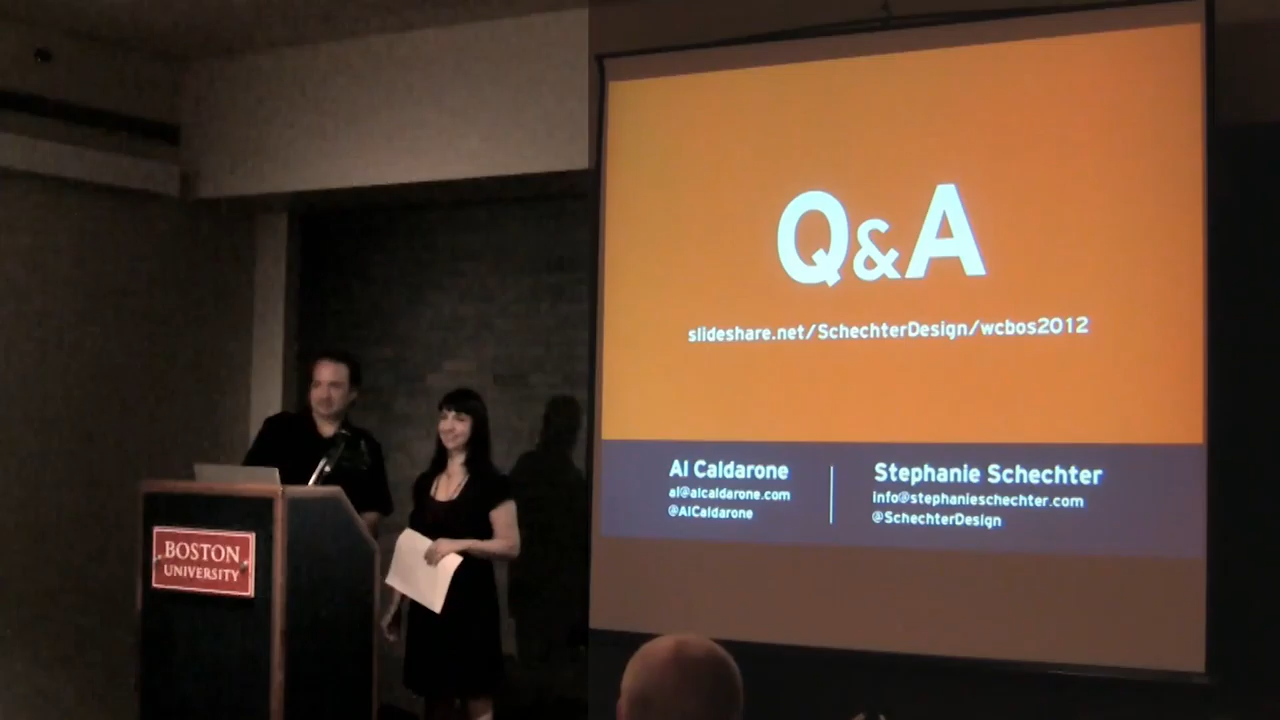 Q&A
slideshare.net/SchechterDesign/wcbos2012
Al Caldarone
al@alcaldarone.com
@AlCaldarone
Stephanie Schechter
info@stephanieschechter.com
@SchechterDesign
BOSTON
UNIVERSITY